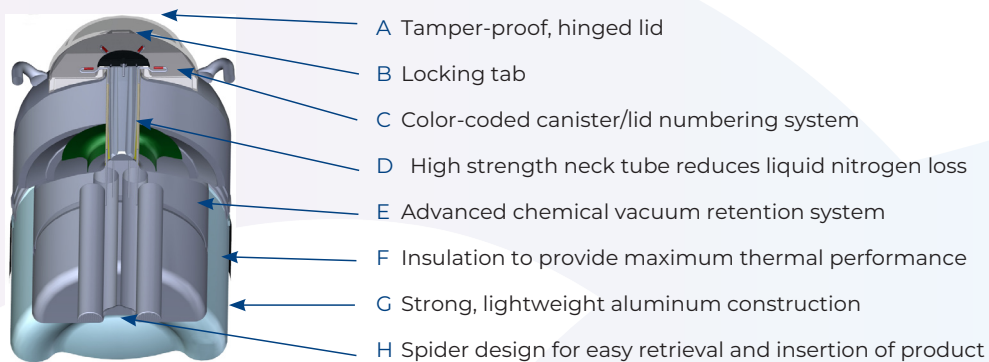 A Tamper-proof, hinged lid
B Locking tab
C Color-coded canister/lid numbering system
D High strength neck tube reduces liquid nitrogen loss
E Advanced chemical vacuum retention system
F Insulation to provide maximum thermal performance
G Strong, lightweight aluminum construction
H Spider design for easy retrieval and insertion of product